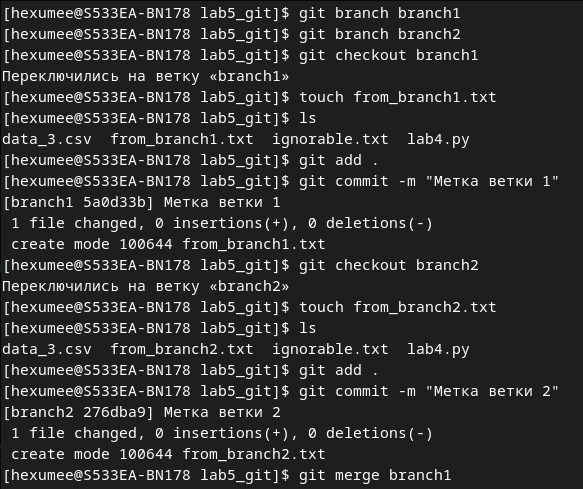 [hexumee@S533EA-BN178 lab5_git]$ git branch branch1
[hexumee@S533EA-BN178 lab5_git]$ git branch branch2
[hexumee@S533EA-BN178 lab5_git]$ git checkout branch1
Переключились на ветку «branch1»
[hexumee@S533EA-BN178 lab5_git]$ touch from_branch1.txt
[hexumee@S533EA-BN178 lab5_git]$ ls
data_3.csv  from_branch1.txt  ignorable.txt  lab4.py
[hexumee@S533EA-BN178 lab5_git]$ git add .
[hexumee@S533EA-BN178 lab5_git]$ git commit -m "Метка ветки 1"
[branch1 5a0d33b] Метка ветки 1
 1 file changed, 0 insertions(+), 0 deletions(-)
 create mode 100644 from_branch1.txt
[hexumee@S533EA-BN178 lab5_git]$ git checkout branch2
Переключились на ветку «branch2»
[hexumee@S533EA-BN178 lab5_git]$ touch from_branch2.txt
[hexumee@S533EA-BN178 lab5_git]$ ls
data_3.csv  from_branch2.txt  ignorable.txt  lab4.py
[hexumee@S533EA-BN178 lab5_git]$ git add .
[hexumee@S533EA-BN178 lab5_git]$ git commit -m "Метка ветки 2"
[branch2 276dba9] Метка ветки 2
 1 file changed, 0 insertions(+), 0 deletions(-)
 create mode 100644 from_branch2.txt
[hexumee@S533EA-BN178 lab5_git]$ git merge branch1